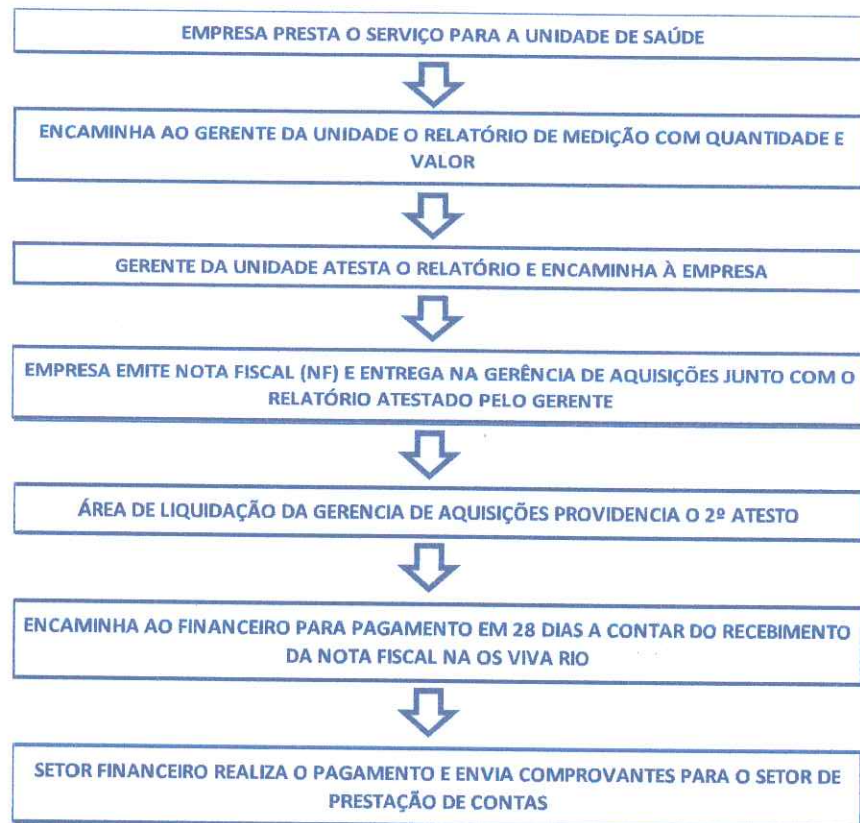 EMPRESA PRESTA O SERVIÇO PARA A UNIDADE DE SAÚDE
ENCAMINHA AO GERENTE DA UNIDADE O RELATÓRIO DE MEDIÇÃO COM QUANTIDADE E
VALOR
GERENTE DA UNIDADE ATESTA O RELATÓRIO E ENCAMINHA À EMPRESA
EMPRESA EMITE NOTA FISCAL (NF) E ENTREGA NA GERÊNCIA DE AQUISIÇÕES JUNTO COM O
RELATÓRIO ATESTADO PELO GERENTE
ÁREA DE LIQUIDAÇÃO DA GERENCIA DE AQUISIÇÕES PROVIDENCIA O 2º ATESTO
ENCAMINHA AO FINANCEIRO PARA PAGAMENTO EM 28 DIAS A CONTAR DO RECEBIMENTO
DA NOTA FISCAL NA OS VIVA RIO
SETOR FINANCEIRO REALIZA O PAGAMENTO E ENVIA COMPROVANTES PARA O SETOR DE
PRESTAÇÃO DE CONTAS